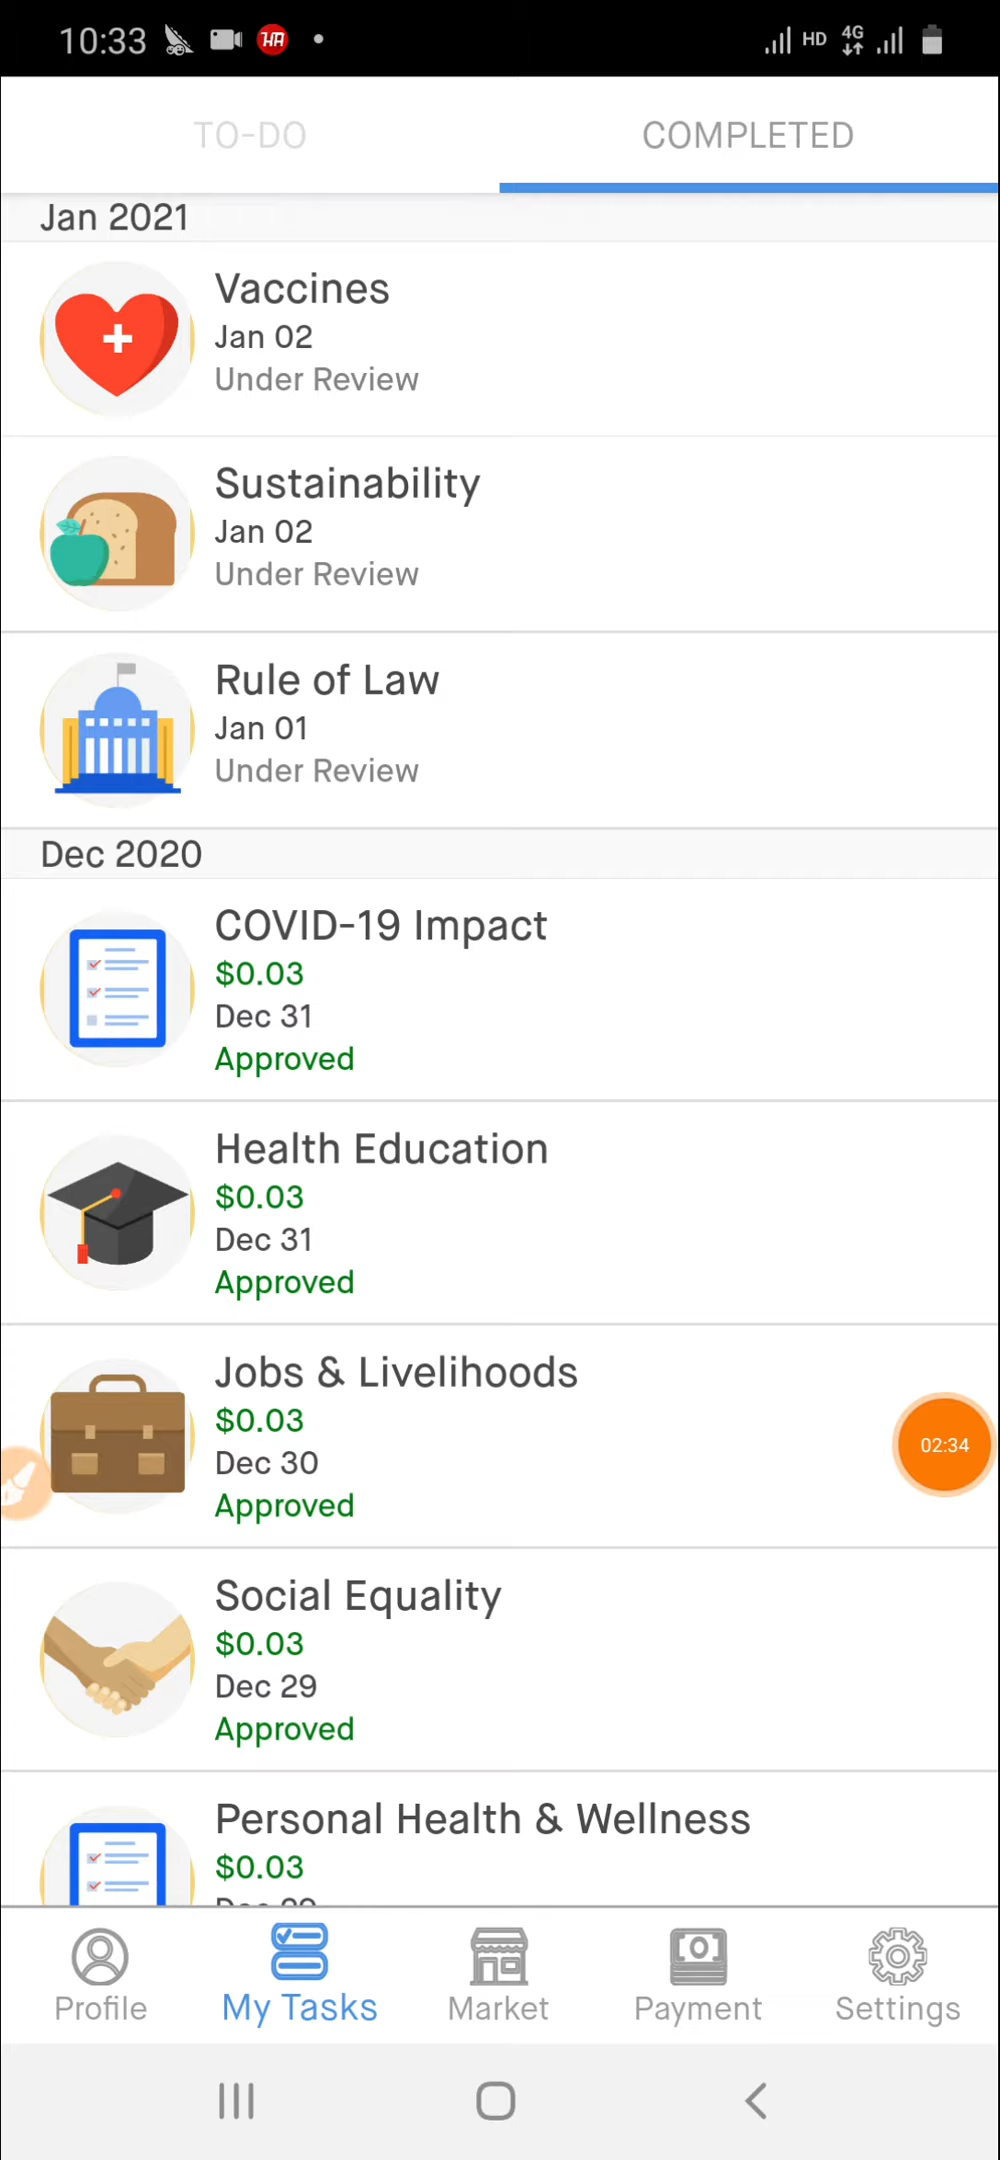 10:33 HD 4G
TO-DO COMPLETED
Jan 2021
Vaccines
Jan 02
Under Review
Sustainability
Jan 02
Under Review
Rule of Law
Jan 01
Under Review
Dec 2020
COVID-19 Impact
$0.03
Dec 31
Approved
Health Education
$0.03
Dec 31
Approved
Jobs & Livelihoods
$0.03
Dec 30
Approved
02:34
Social Equality
$0.03
Dec 29
Approved
Personal Health & Wellness
$0.03
Profile My Tasks Market Payment Settings